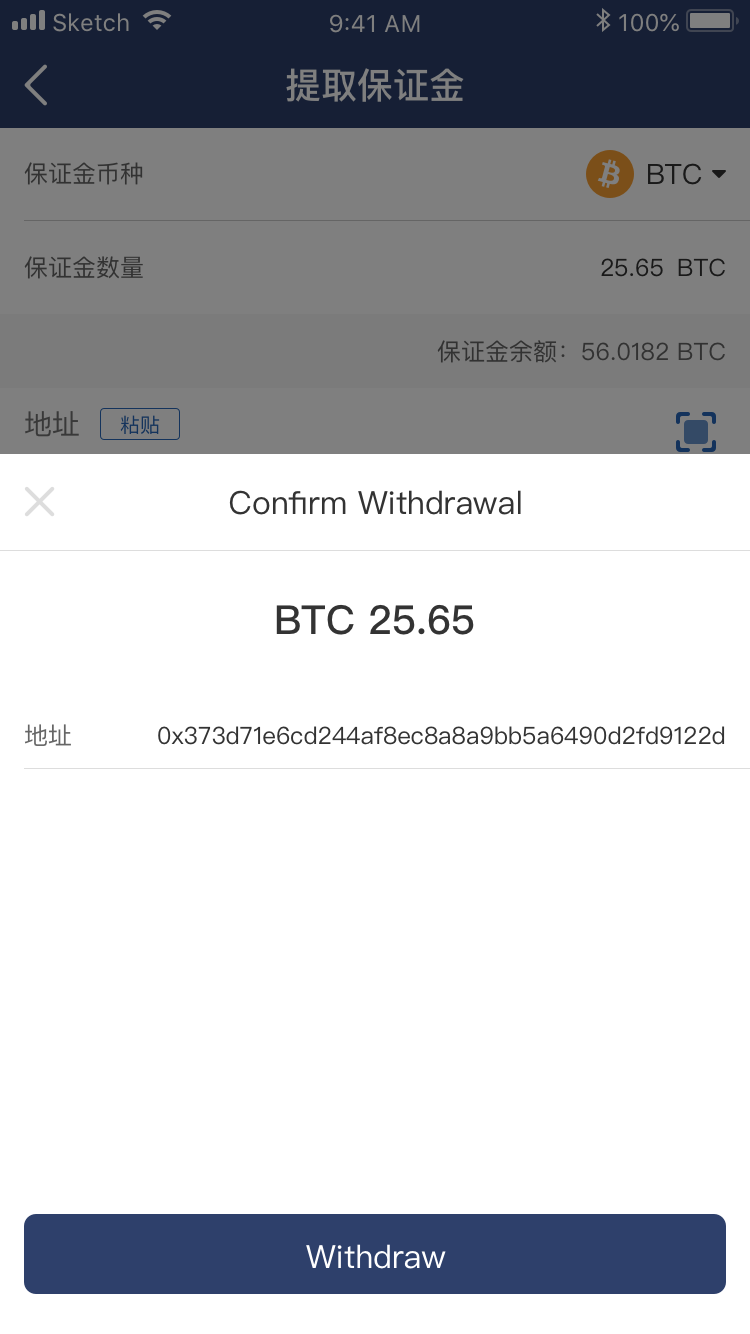 Sketch 9:41 AM 100%
提取保证金
保证金币种 BTC
保证金数量 25.65 BTC
保证金余额：56.0182 BTC
地址 粘贴
Confirm Withdrawal
BTC 25.65
地址 0x373d71e6cd244af8ec8a8a9bb5a6490d2fd9122d
Withdraw